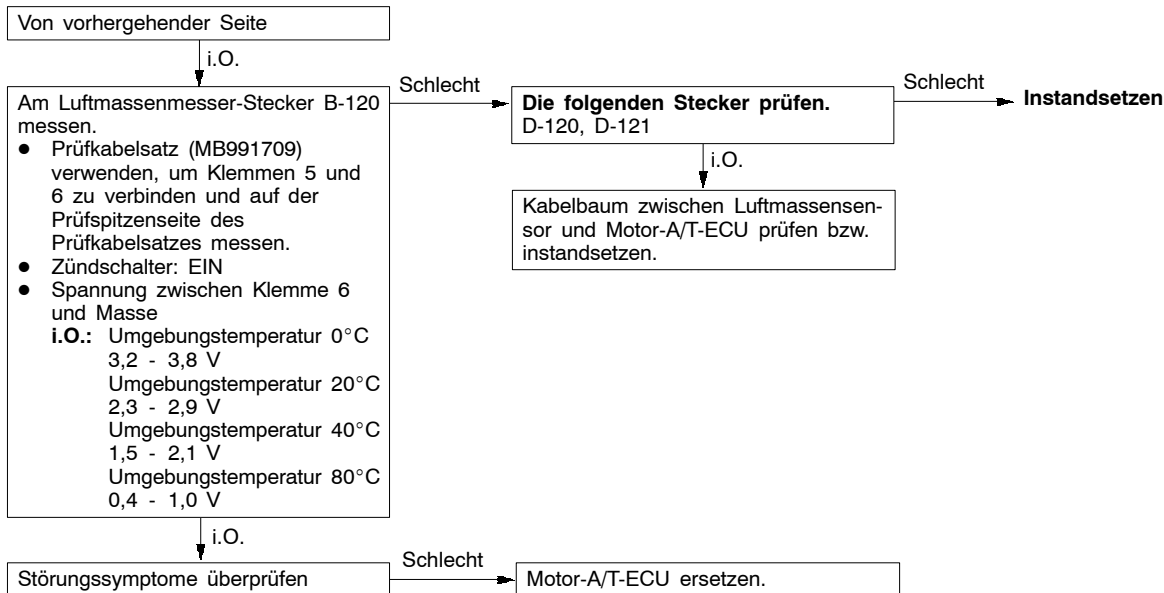 Von vorhergehender Seite
i.O.
Am Luftmassenmesser-Stecker B-120
messen.
● Prüfkabelsatz (MB991709)
verwenden, um Klemmen 5 und
6 zu verbinden und auf der
Prüfspitzenseite des
Prüfkabelsatzes messen.
● Zündschalter: EIN
● Spannung zwischen Klemme 6
und Masse
i.O.: Umgebungstemperatur 0°C
3,2 - 3,8 V
Umgebungstemperatur 20°C
2,3 - 2,9 V
Umgebungstemperatur 40°C
1,5 - 2,1 V
Umgebungstemperatur 80°C
0,4 - 1,0 V
Schlecht
Die folgenden Stecker prüfen.
D-120, D-121
Schlecht
Instandsetzen
i.O.
Kabelbaum zwischen Luftmassensen-
sor und Motor-A/T-ECU prüfen bzw.
instandsetzen.
i.O.
Störungssymptome überprüfen
Schlecht
Motor-A/T-ECU ersetzen.